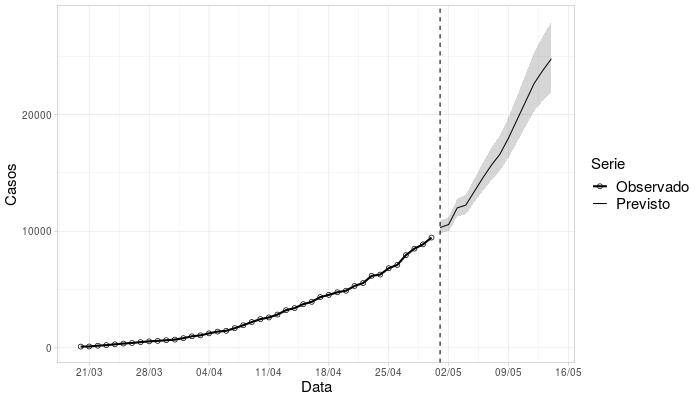 Casos
20000
10000
0
21/03 28/03 04/04 11/04 18/04 25/04 02/05 09/05 16/05
Data
Serie
Observado
Previsto